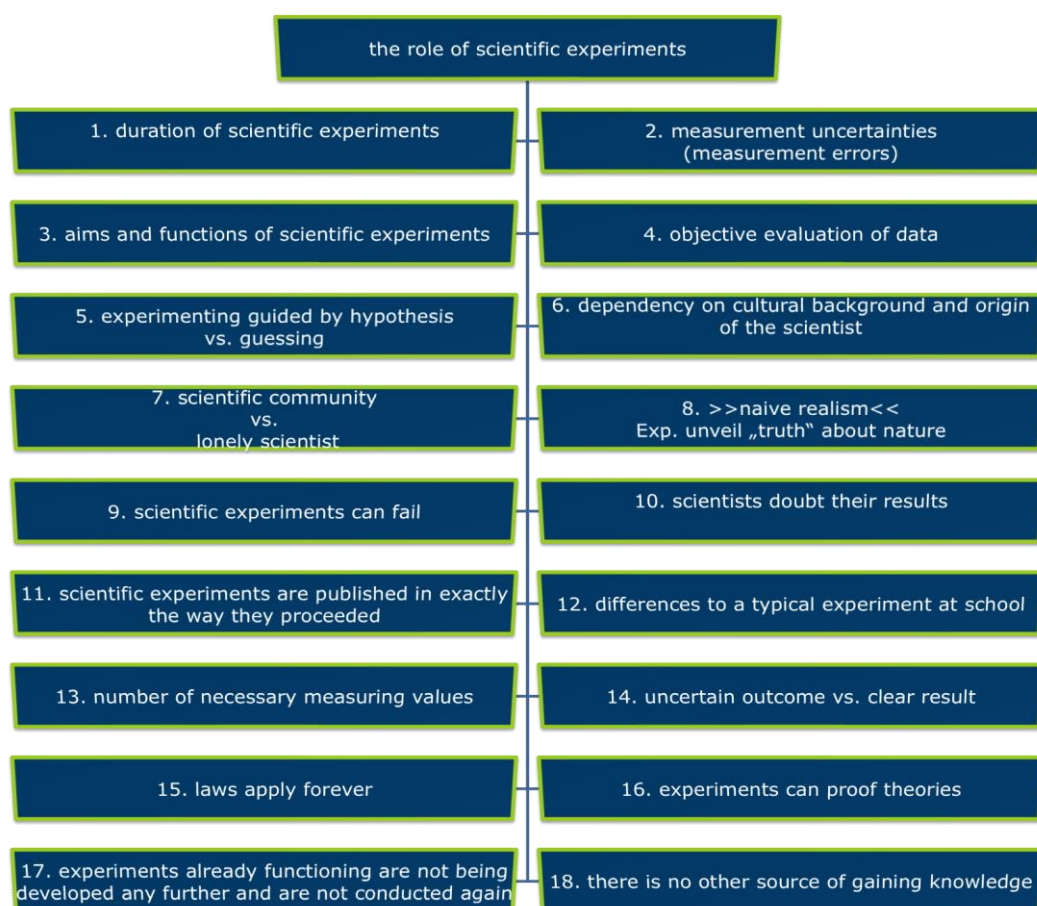 the role of scientific experiments
1. duration of scientific experiments
2. measurement uncertainties
(measurement errors)
3. aims and functions of scientific experiments
4. objective evaluation of data
5. experimenting guided by hypothesis
vs. guessing
6. dependency on cultural background and origin
of the scientist
7. scientific community
vs.
lonely scientist
8. >>naive realism<<
Exp. unveil „truth“ about nature
9. scientific experiments can fail
10. scientists doubt their results
11. scientific experiments are published in exactly
the way they proceeded
12. differences to a typical experiment at school
13. number of necessary measuring values
14. uncertain outcome vs. clear result
15. laws apply forever
16. experiments can proof theories
17. experiments already functioning are not being
developed any further and are not conducted again
18. there is no other source of gaining knowledge